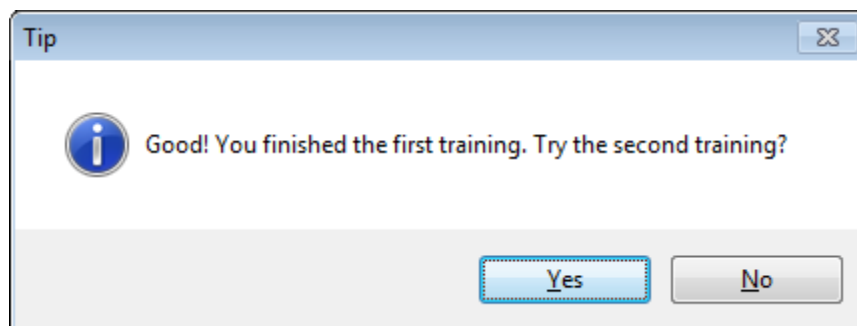 Tip
Good! You finished the first training. Try the second training?
Yes
No